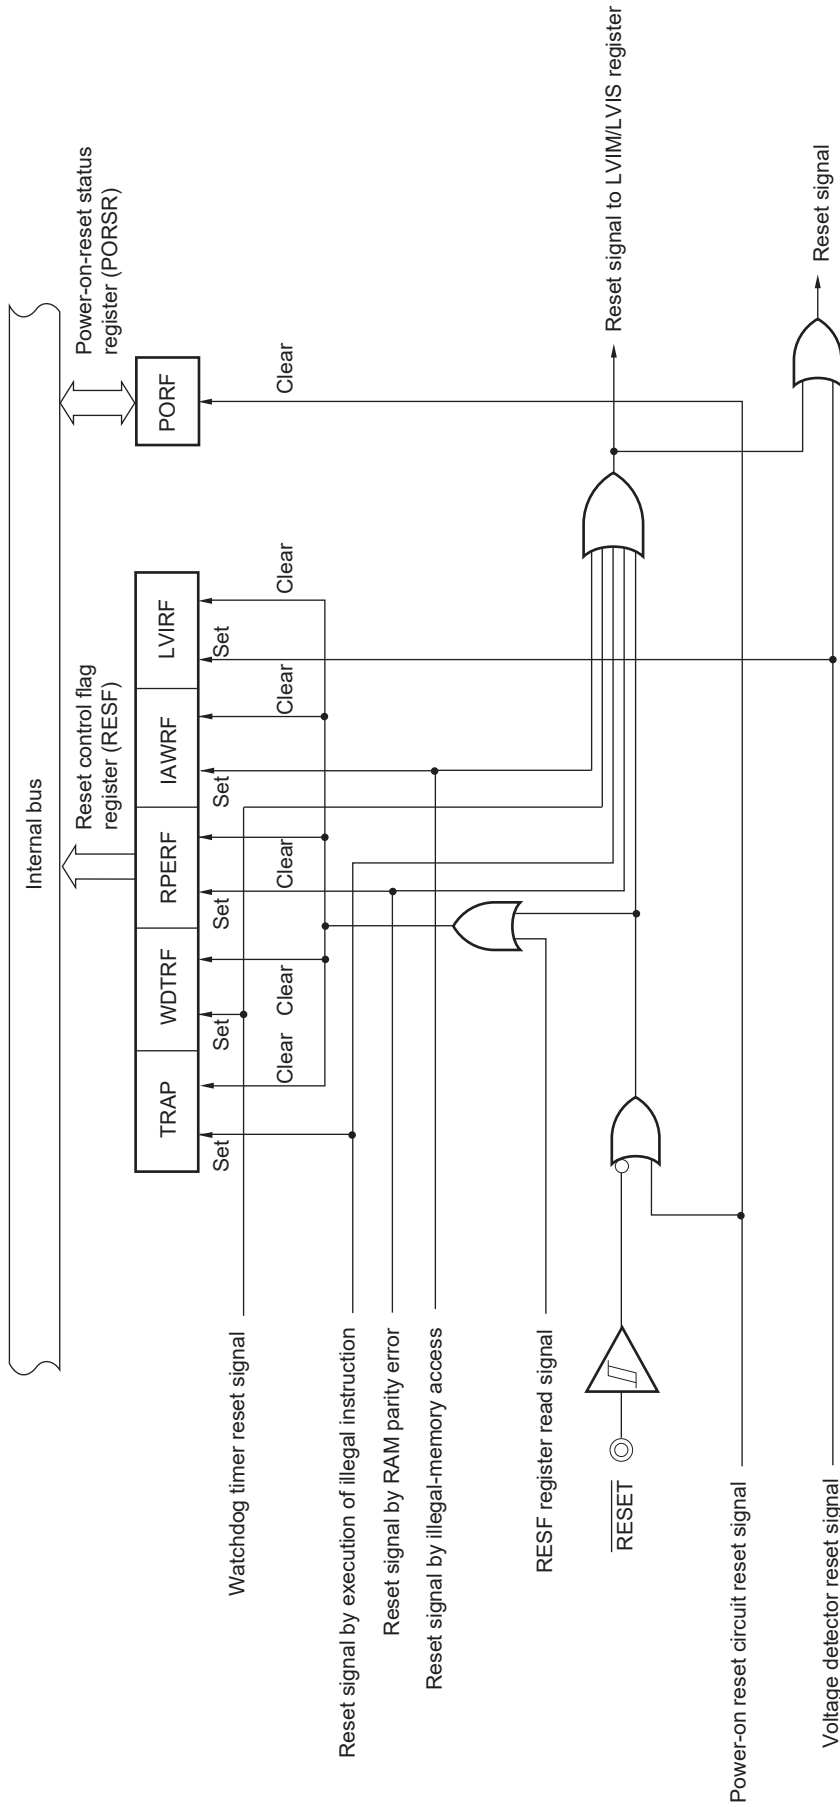 Internal bus
Reset control flag
register (RESF)
Power-on-reset status
register (PORSR)
TRAP
WDTRF
RPERF
IAWRF
LVIRF
PORF
Set
Clear
Set
Clear
Set
Clear
Set
Clear
Set
Clear
Clear
Watchdog timer reset signal
Reset signal by execution of illegal instruction
Reset signal by RAM parity error
Reset signal by illegal-memory access
RESF register read signal
RESET
Reset signal to LVIM/LVIS register
Power-on reset circuit reset signal
Voltage detector reset signal
Reset signal